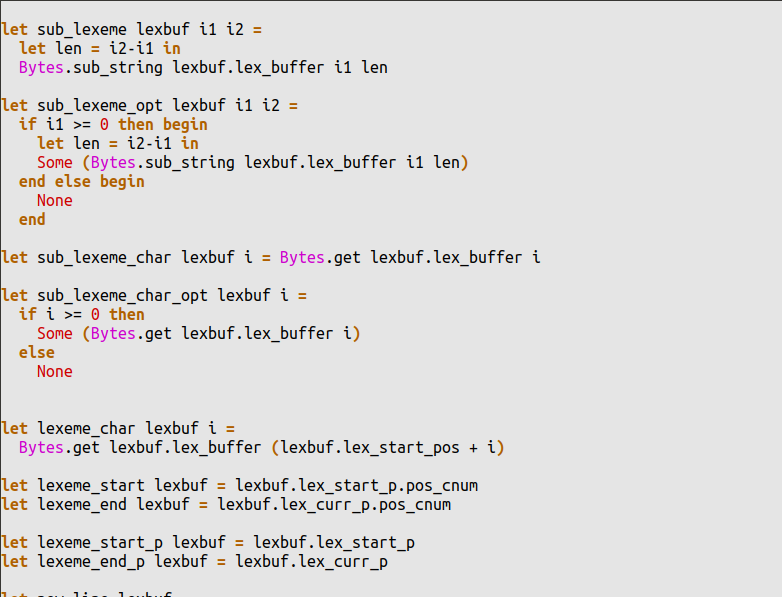 let sub_lexeme lexbuf i1 i2 =
  let len = i2-i1 in
  Bytes.sub_string lexbuf.lex_buffer i1 len

let sub_lexeme_opt lexbuf i1 i2 =
  if i1 >= 0 then begin
    let len = i2-i1 in
    Some (Bytes.sub_string lexbuf.lex_buffer i1 len)
  end else begin
    None
  end

let sub_lexeme_char lexbuf i = Bytes.get lexbuf.lex_buffer i

let sub_lexeme_char_opt lexbuf i =
  if i >= 0 then
    Some (Bytes.get lexbuf.lex_buffer i)
  else
    None


let lexeme_char lexbuf i =
  Bytes.get lexbuf.lex_buffer (lexbuf.lex_start_pos + i)

let lexeme_start lexbuf = lexbuf.lex_start_p.pos_cnum
let lexeme_end lexbuf = lexbuf.lex_curr_p.pos_cnum

let lexeme_start_p lexbuf = lexbuf.lex_start_p
let lexeme_end_p lexbuf = lexbuf.lex_curr_p